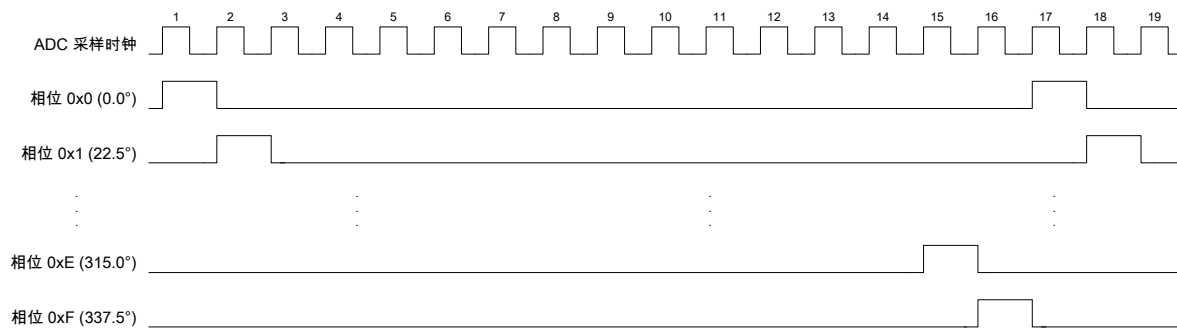 1 2 3 4 5 6 7 8 9 10 11 12 13 14 15 16 17 18 19
ADC 采样时钟
相位 0x0 (0.0°)
相位 0x1 (22.5°)
相位 0xE (315.0°)
相位 0xF (337.5°)